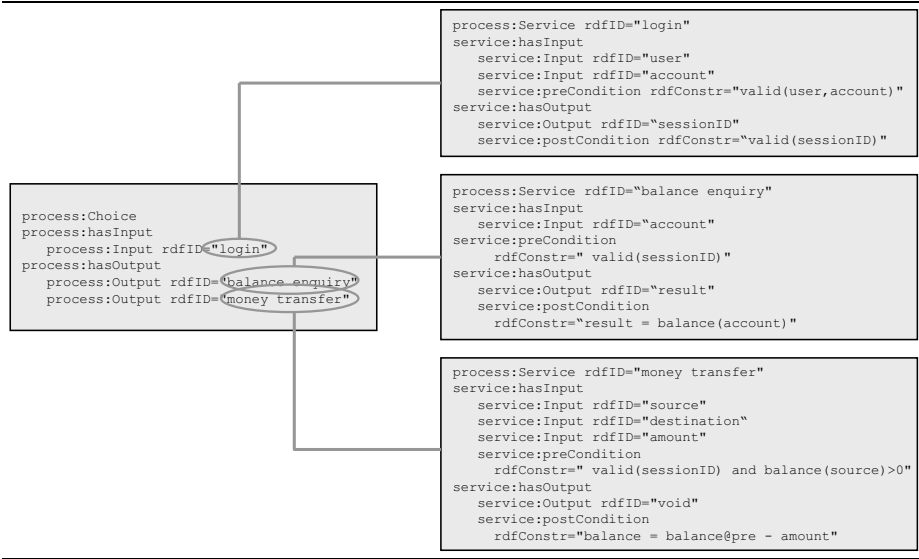 process:Service rdfID="login"
service:hasInput
service:Input rdfID="user"
service:Input rdfID="account"
service:preCondition rdfConstr="valid(user,account)"
service:hasOutput
service:Output rdfID=“sessionID"
service:postCondition rdfConstr=“valid(sessionID)"
process:Choice
process:hasInput
process:Input rdfID="login"
process:hasOutput
process:Output rdfID="balance enquiry"
process:Output rdfID="money transfer"
process:Service rdfID=“balance enquiry"
service:hasInput
service:Input rdfID=“account"
service:preCondition
rdfConstr=" valid(sessionID)"
service:hasOutput
service:Output rdfID=“result"
service:postCondition
rdfConstr=“result = balance(account)"
process:Service rdfID="money transfer"
service:hasInput
service:Input rdfID="source"
service:Input rdfID="destination“
service:Input rdfID="amount"
service:preCondition
rdfConstr=" valid(sessionID) and balance(source)>0"
service:hasOutput
service:Output rdfID="void"
service:postCondition
rdfConstr="balance = balance@pre - amount"